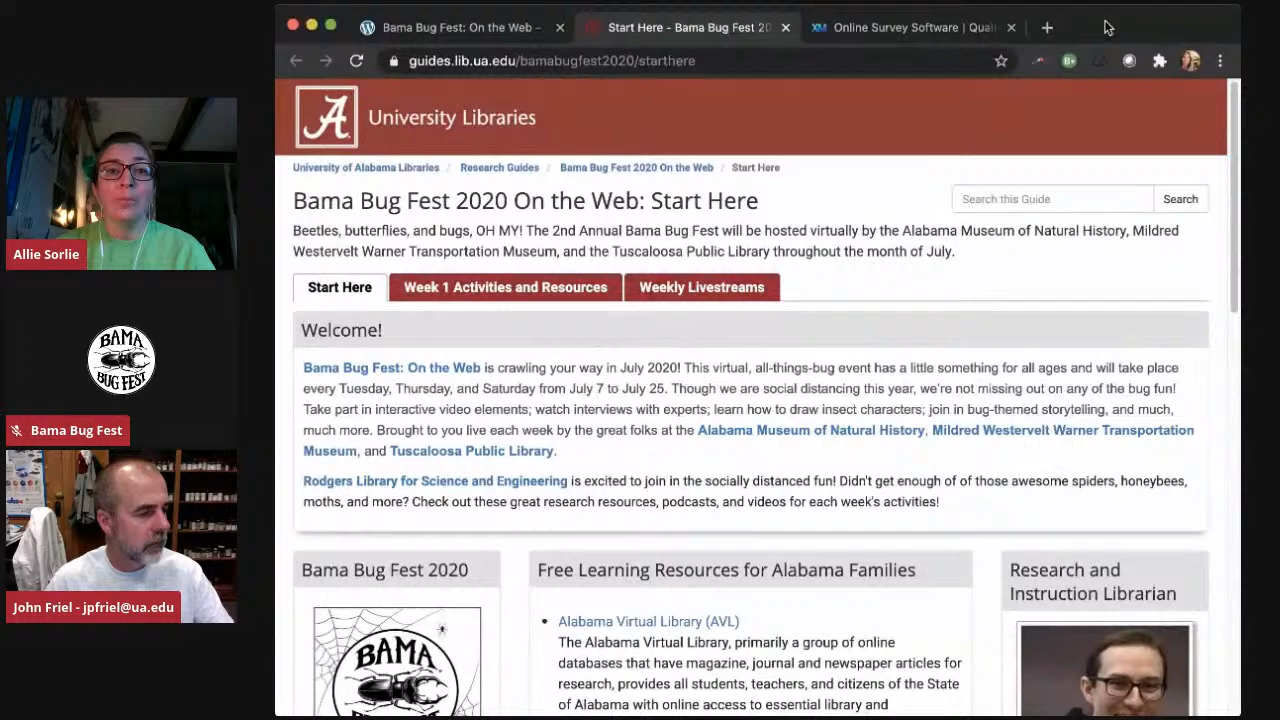 Bama Bug Fest: On the Web –
Start Here - Bama Bug Fest 20
XM Online Survey Software | Qual
guides.lib.ua.edu/bamabugfest2020/starthere
B+
A
University Libraries
University of Alabama Libraries / Research Guides / Bama Bug Fest 2020 On the Web / Start Here
Bama Bug Fest 2020 On the Web: Start Here
Search this Guide
Search
Beetles, butterflies, and bugs, OH MY! The 2nd Annual Bama Bug Fest will be hosted virtually by the Alabama Museum of Natural History, Mildred
Westervelt Warner Transportation Museum, and the Tuscaloosa Public Library throughout the month of July.
Start Here
Week 1 Activities and Resources
Weekly Livestreams
Welcome!
Bama Bug Fest: On the Web is crawling your way in July 2020! This virtual, all-things-bug event has a little something for all ages and will take place
every Tuesday, Thursday, and Saturday from July 7 to July 25. Though we are social distancing this year, we're not missing out on any of the bug fun!
Take part in interactive video elements; watch interviews with experts; learn how to draw insect characters; join in bug-themed storytelling, and much,
much more. Brought to you live each week by the great folks at the Alabama Museum of Natural History, Mildred Westervelt Warner Transportation
Museum, and Tuscaloosa Public Library.
Rodgers Library for Science and Engineering is excited to join in the socially distanced fun! Didn't get enough of of those awesome spiders, honeybees,
moths, and more? Check out these great research resources, podcasts, and videos for each week's activities!
Bama Bug Fest 2020
BAMA
Free Learning Resources for Alabama Families
Alabama Virtual Library (AVL)
The Alabama Virtual Library, primarily a group of online
databases that have magazine, journal and newspaper articles for
research, provides all students, teachers, and citizens of the State
of Alabama with online access to essential library and
Research and
Instruction Librarian
Allie Sorlie
BAMA
BUG FEST
Bama Bug Fest
John Friel - jpfriel@ua.edu